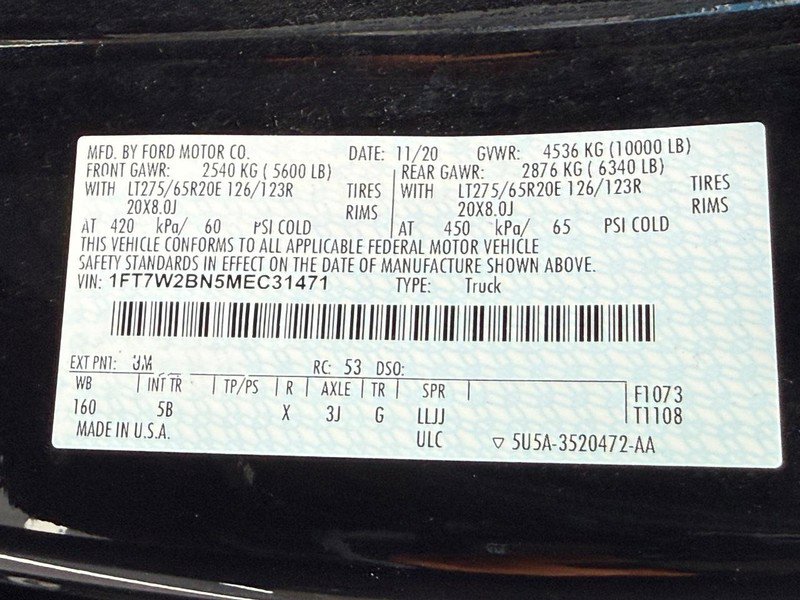 MFD. BY FORD MOTOR CO. DATE: 11/20 GVWR: 4536 KG (10000 LB)
FRONT GAWR: 2540 KG (5600 LB) REAR GAWR: 2876 KG (6340 LB)
WITH LT275/65R20E 126/123R TIRES WITH LT275/65R20E 126/123R TIRES
20X8.0J RIMS 20X8.0J RIMS
AT 420 kPa/ 60 PSI COLD AT 450 kPa/ 65 PSI COLD
THIS VEHICLE CONFORMS TO ALL APPLICABLE FEDERAL MOTOR VEHICLE
SAFETY STANDARDS IN EFFECT ON THE DATE OF MANUFACTURE SHOWN ABOVE.
VIN: 1FT7W2BN5MEC31471 TYPE: Truck
EXT PNT: UM RC: 53 DSO:
WB INT TR TP/PS R AXLE TR SPR F1073
160 5B X 3J G LLJJ T1108
MADE IN U.S.A. ULC ▽ 5U5A-3520472-AA